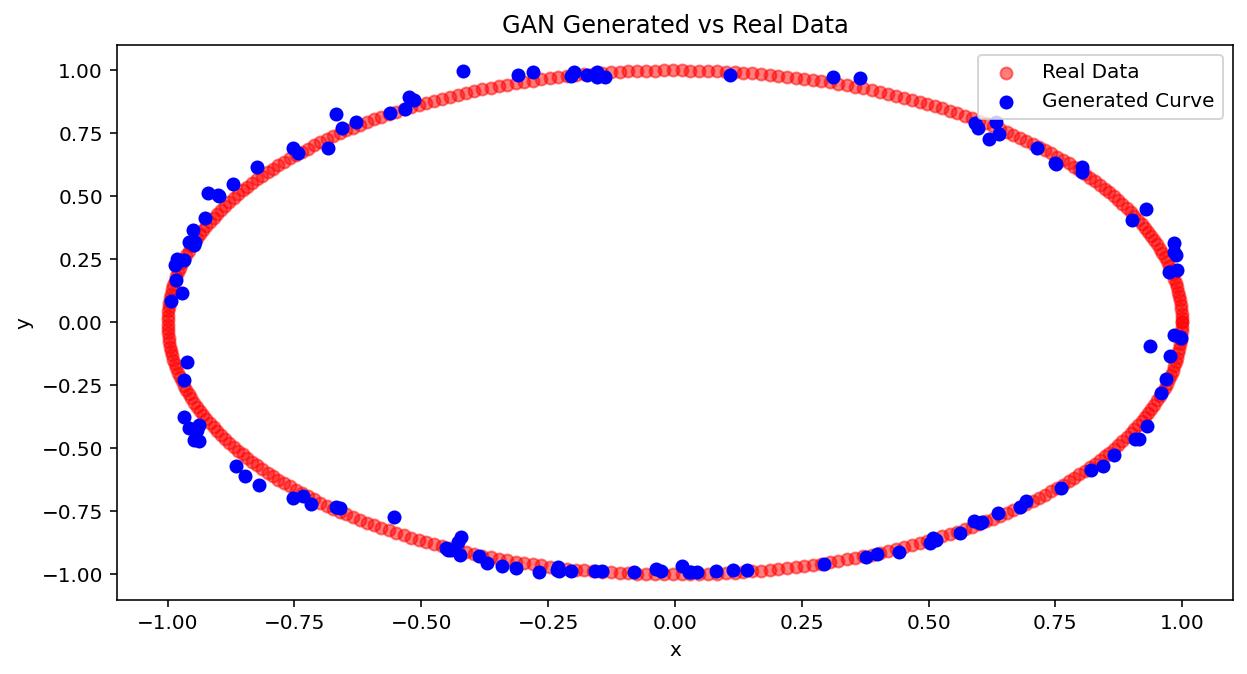 GAN Generated vs Real Data
Real Data
Generated Curve
1.00
0.75
0.50
0.25
0.00
−0.25
−0.50
−0.75
−1.00
y
−1.00 −0.75 −0.50 −0.25 0.00 0.25 0.50 0.75 1.00
x